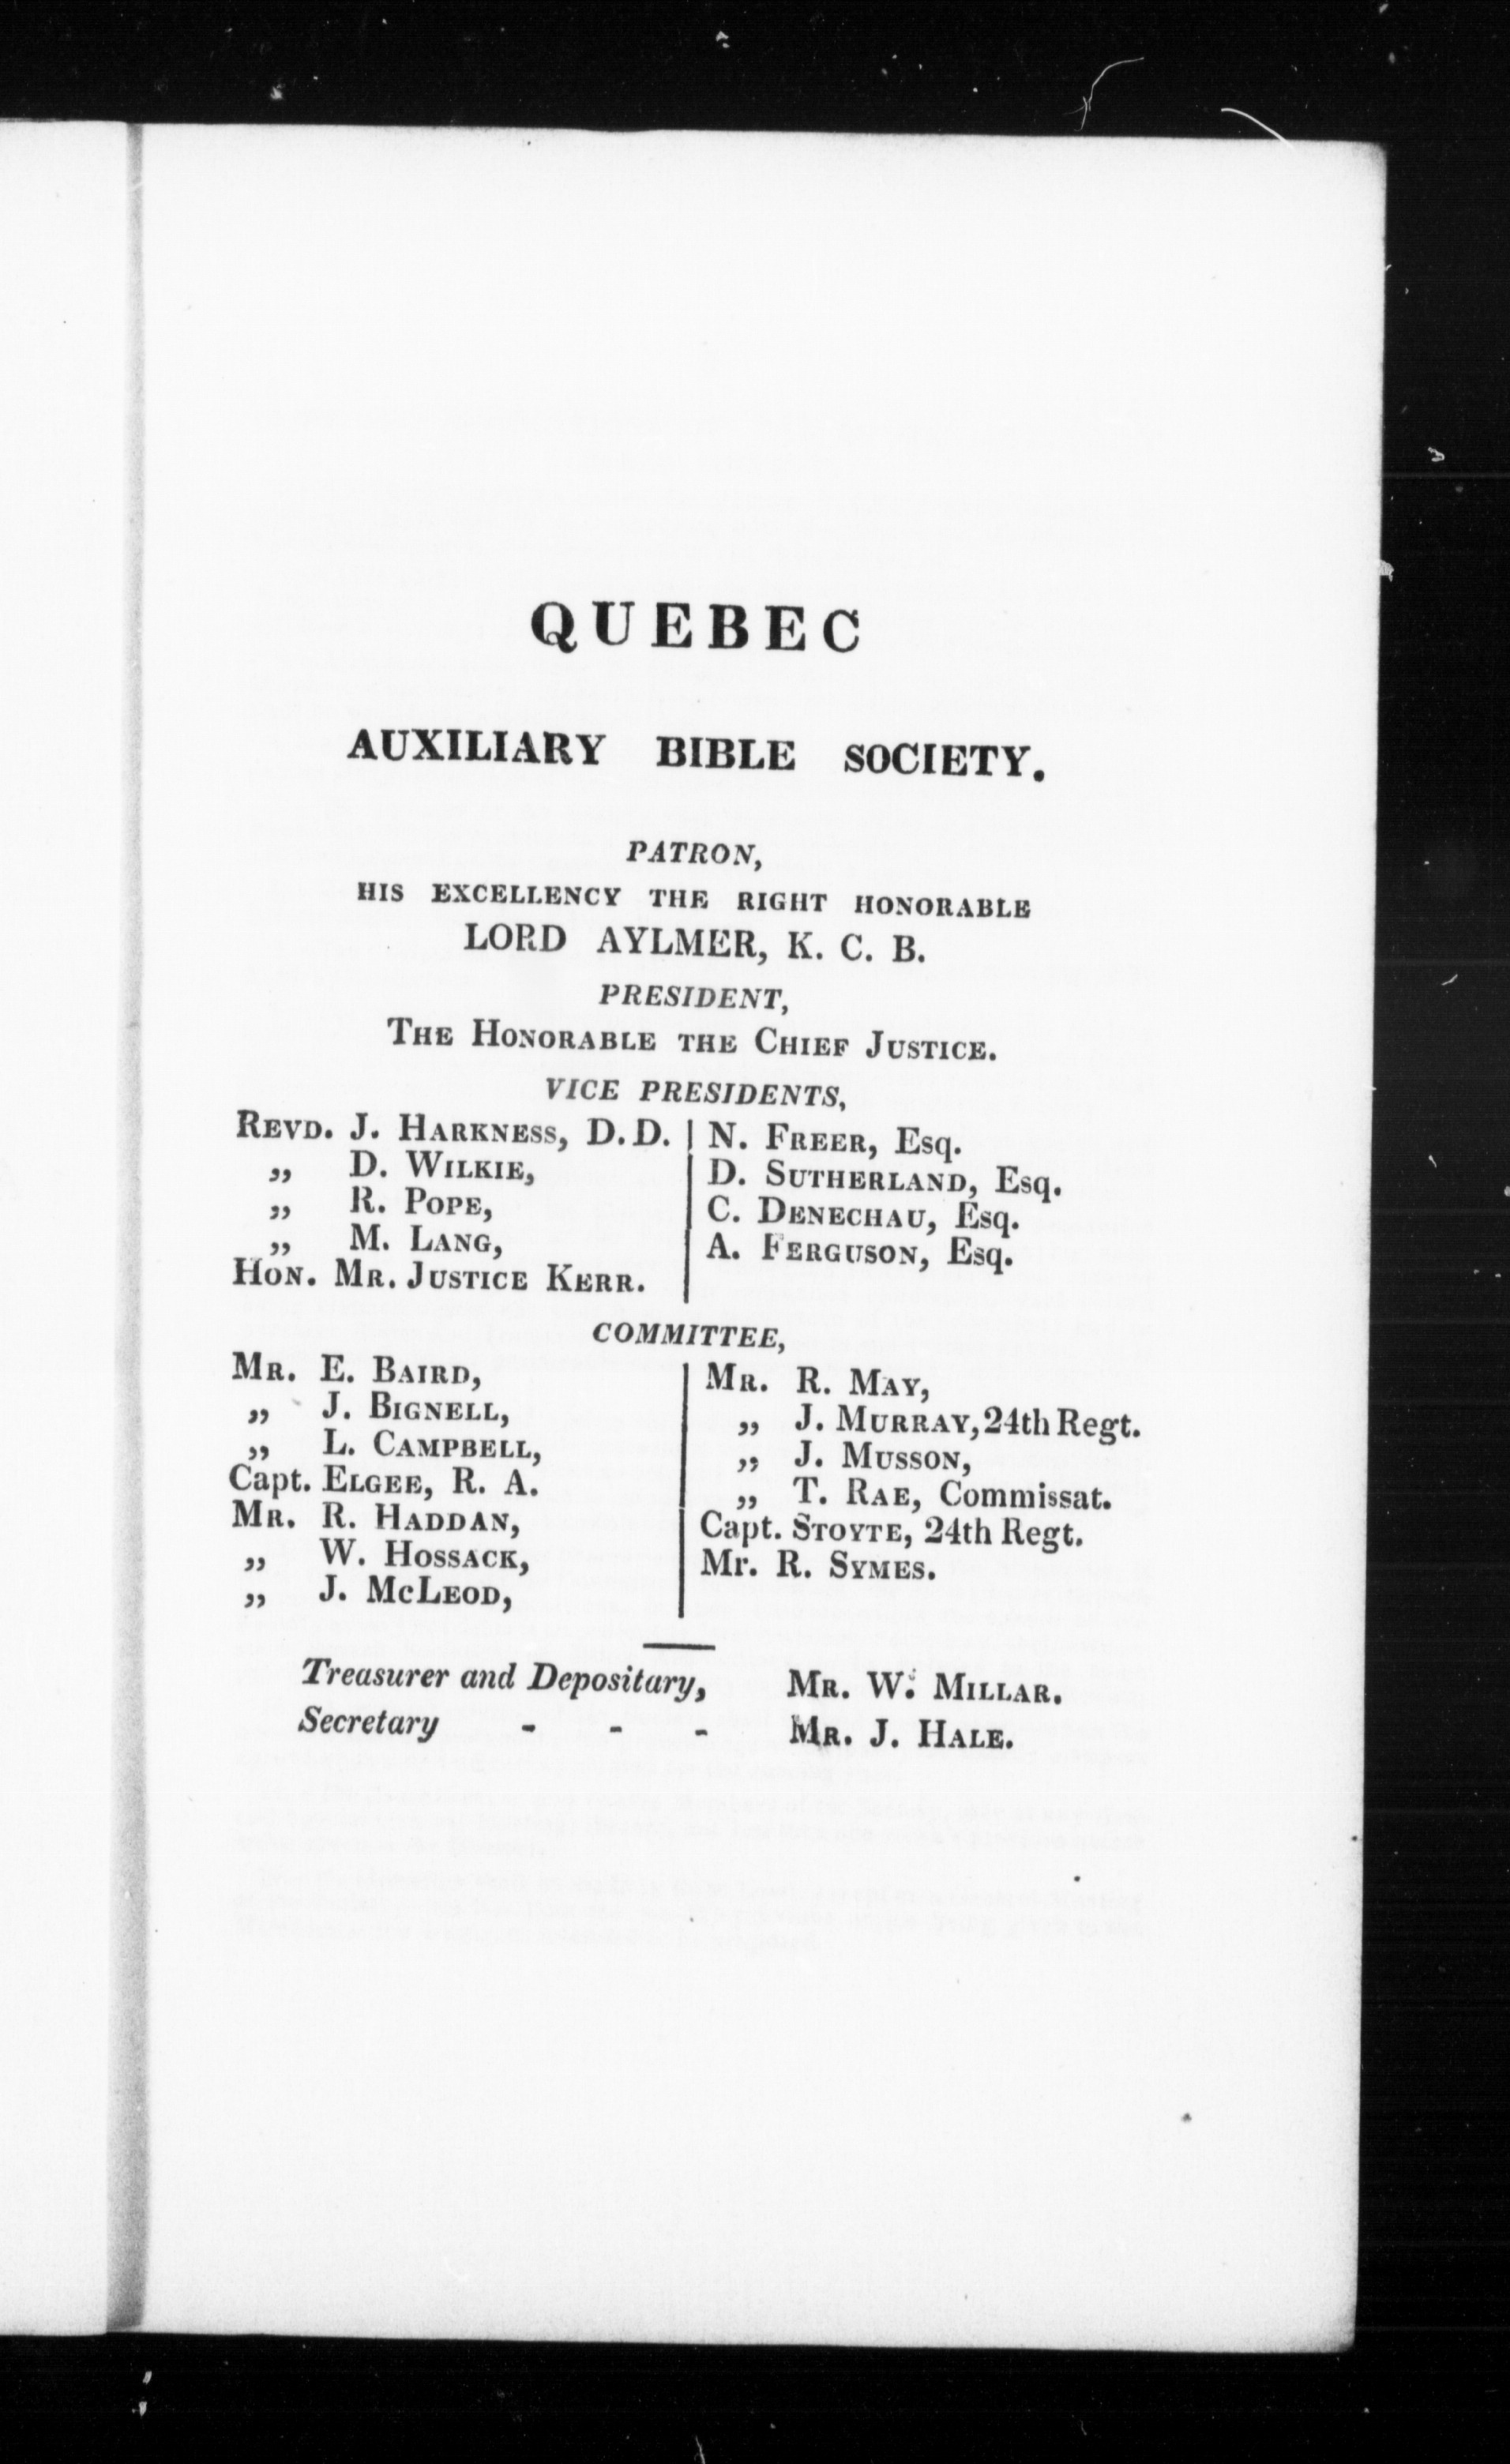 QUEBEC
AUXILIARY BIBLE SOCIETY.
PATRON,
HIS EXCELLENCY THE RIGHT HONORABLE
LORD AYLMER, K. C. B.
PRESIDENT,
THE HONORABLE THE CHIEF JUSTICE.
VICE PRESIDENTS,
REVD. J. HARKNESS, D.D.
„ D. WILKIE,
„ R. POPE,
„ M. LANG,
HON. MR. JUSTICE KERR.
N. FREER, Esq.
D. SUTHERLAND, Esq.
C. DENECHAU, Esq.
A. FERGUSON, Esq.
COMMITTEE,
MR. E. BAIRD,
„ J. BIGNELL,
„ L. CAMPBELL,
Capt. ELGEE, R. A.
MR. R. HADDAN,
„ W. HOSSACK,
„ J. McLEOD,
MR. R. MAY,
„ J. MURRAY, 24th Regt.
„ J. MUSSON,
„ T. RAE, Commissat.
Capt. STOYTE, 24th Regt.
Mr. R. SYMES.
Treasurer and Depositary, MR. W. MILLAR.
Secretary - - - MR. J. HALE.